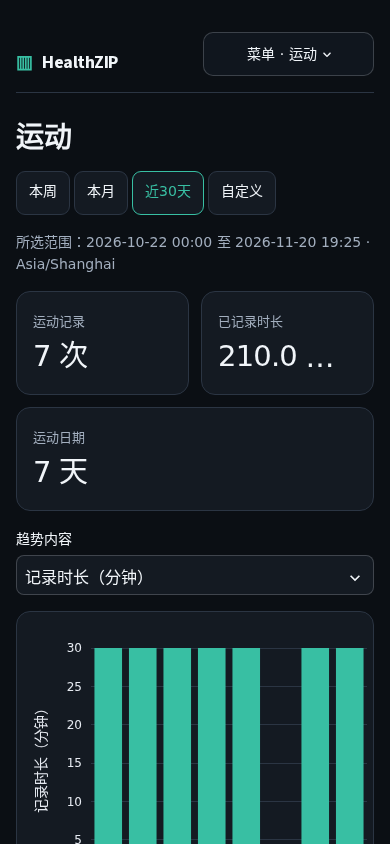 HealthZIP
菜单 · 运动
运动
本周
本月
近30天
自定义
所选范围：2026-10-22 00:00 至 2026-11-20 19:25 ·
Asia/Shanghai
运动记录
7 次
已记录时长
210.0 …
运动日期
7 天
趋势内容
记录时长（分钟）
30
25
20
15
10
5
记录时长（分钟）